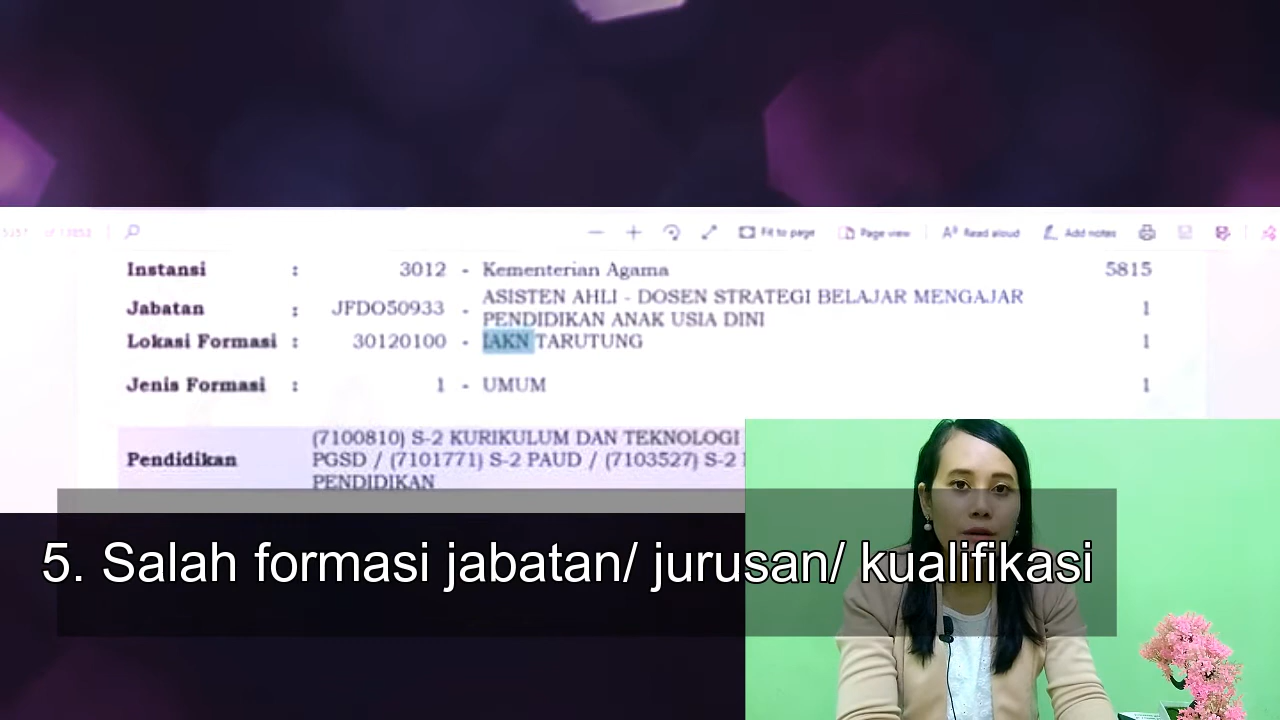 Fit to page Page view Read aloud Add notes
Instansi : 3012 - Kementerian Agama 5815
Jabatan : JFDO50933 - ASISTEN AHLI - DOSEN STRATEGI BELAJAR MENGAJAR PENDIDIKAN ANAK USIA DINI 1
Lokasi Formasi : 30120100 - IAKN TARUTUNG 1
Jenis Formasi : 1 - UMUM 1
Pendidikan
(7100810) S-2 KURIKULUM DAN TEKNOLOGI
PGSD / (7101771) S-2 PAUD / (7103527) S-2
PENDIDIKAN
5. Salah formasi jabatan/ jurusan/ kualifikasi